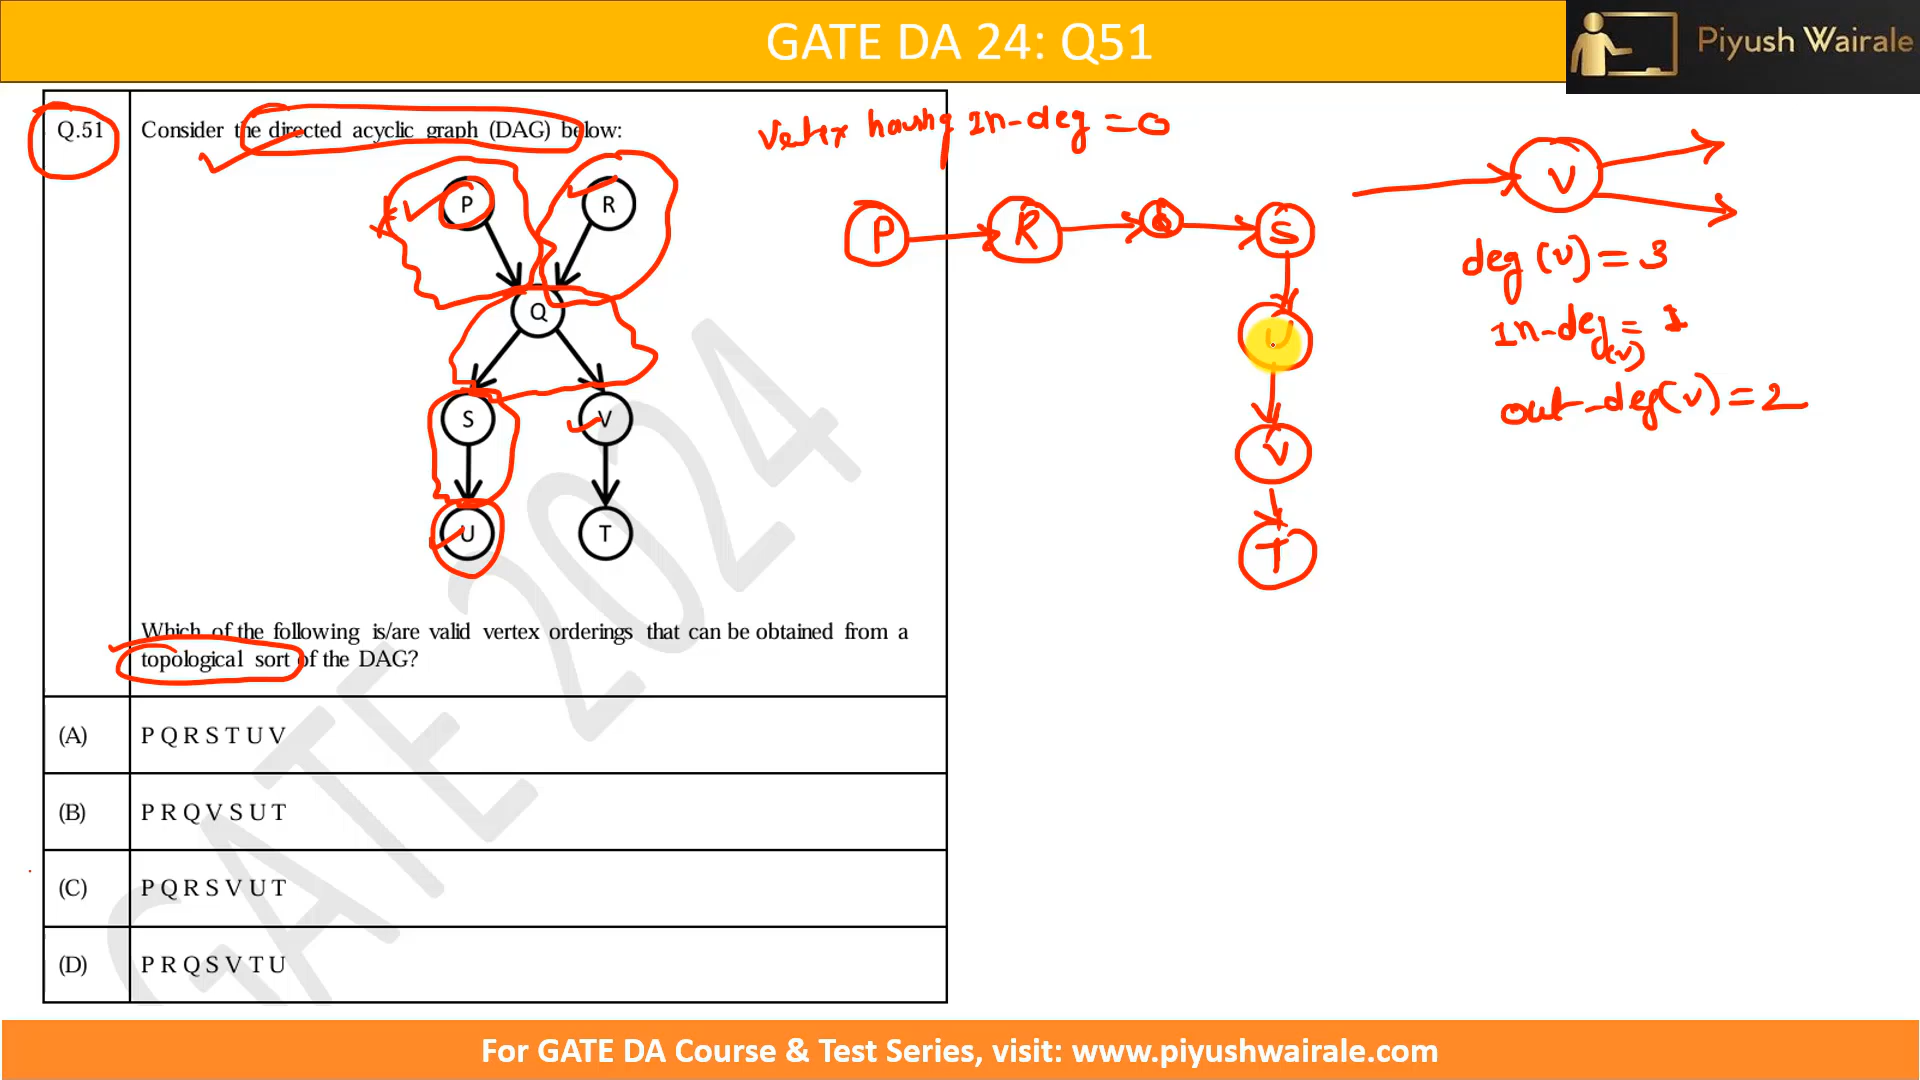 GATE DA 24: Q51
Piyush Wairale
Q.51 Consider the directed acyclic graph (DAG) below:
P
R
Q
S
V
U
T
Which of the following is/are valid vertex orderings that can be obtained from a
topological sort of the DAG?
(A) P Q R S T U V
(B) P R Q V S U T
(C) P Q R S V U T
(D) P R Q S V T U
GATE 2024
Vertex having In-deg = 0
P R Q S
U
V
T
V
deg (v) = 3
In-deg(v) = 1
out-deg(v) = 2
For GATE DA Course & Test Series, visit: www.piyushwairale.com